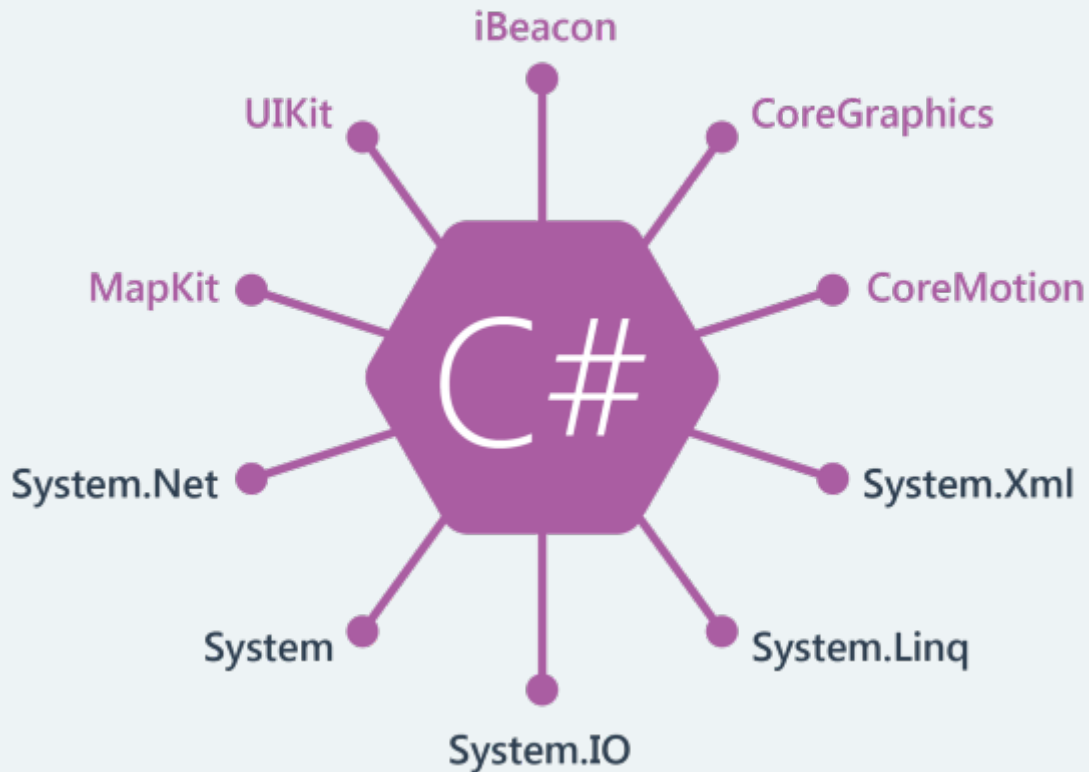 iBeacon
UIKit
CoreGraphics
MapKit
CoreMotion
C#
System.Net
System.Xml
System
System.Linq
System.IO